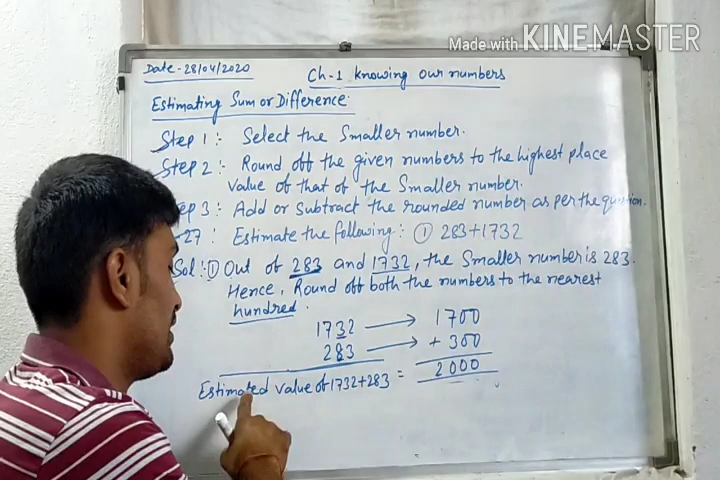 Made with KINEMASTER
Date - 28/04/2020
Ch-1 Knowing our numbers
Estimating Sum or Difference:
Step 1 :- Select the Smaller number.
Step 2 :- Round off the given numbers to the highest place
value of that of the Smaller number.
ep 3 : Add or Subtract the rounded number as per the question.
27 : Estimate the following: ① 283+1732
Sol:- ① Out of 283 and 1732, the Smaller number is 283.
Hence, Round off both the numbers to the nearest
hundred.
1732 → 1700
283 → + 300
Estimated value of 1732+283 = 2000